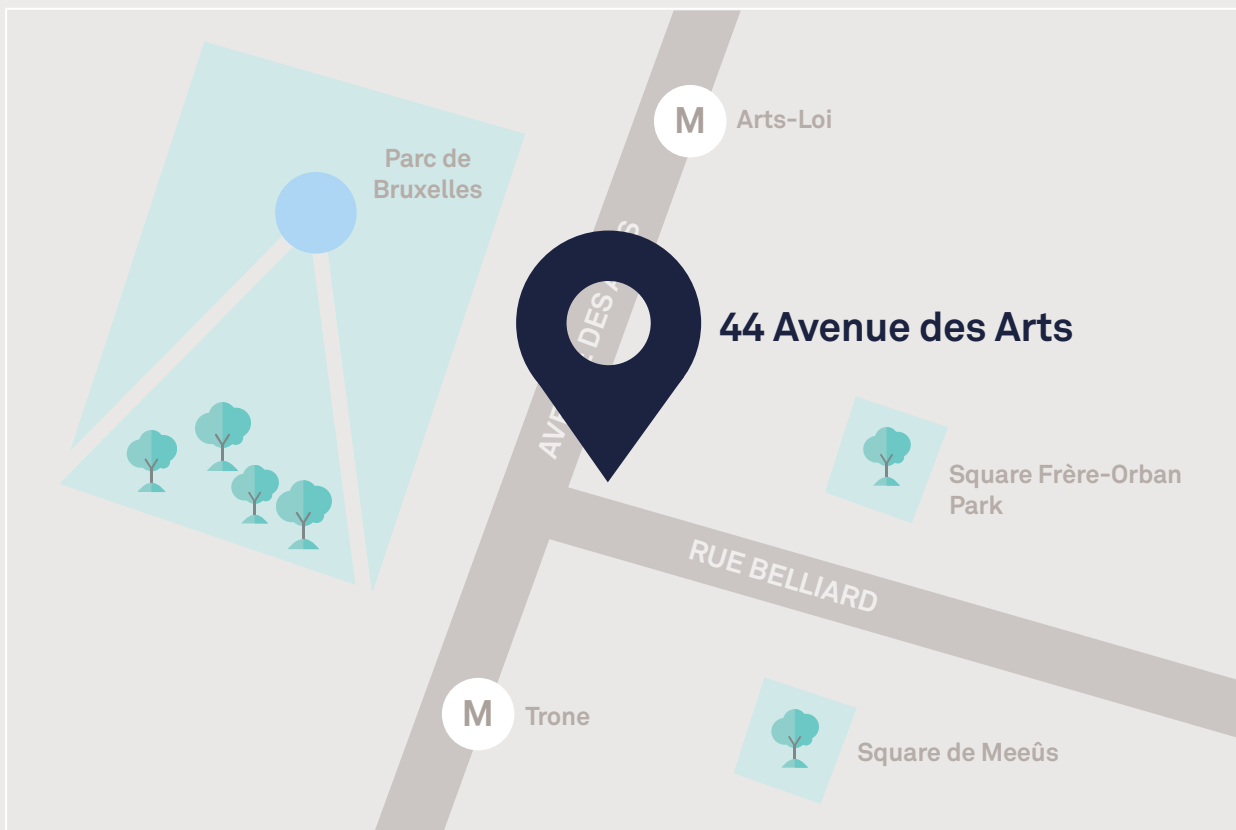 M
Arts-Loi
Parc de
Bruxelles
DES
44 Avenue des Arts
Square Frère-Orban
Park
RUE BELLIARD
M
Trone
Square de Meeûs